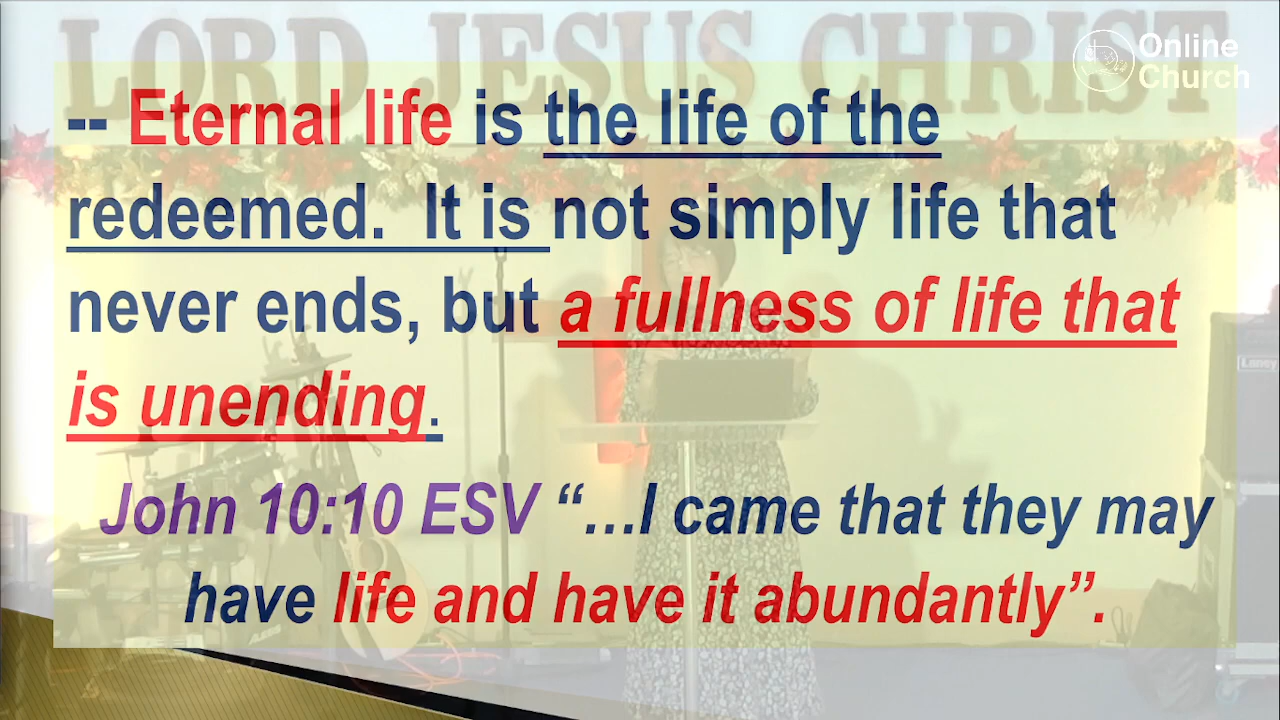 LORD JESUS CHRIST
Online
Church
-- Eternal life is the life of the
redeemed. It is not simply life that
never ends, but a fullness of life that
is unending.
John 10:10 ESV “...I came that they may
have life and have it abundantly”.
Laney